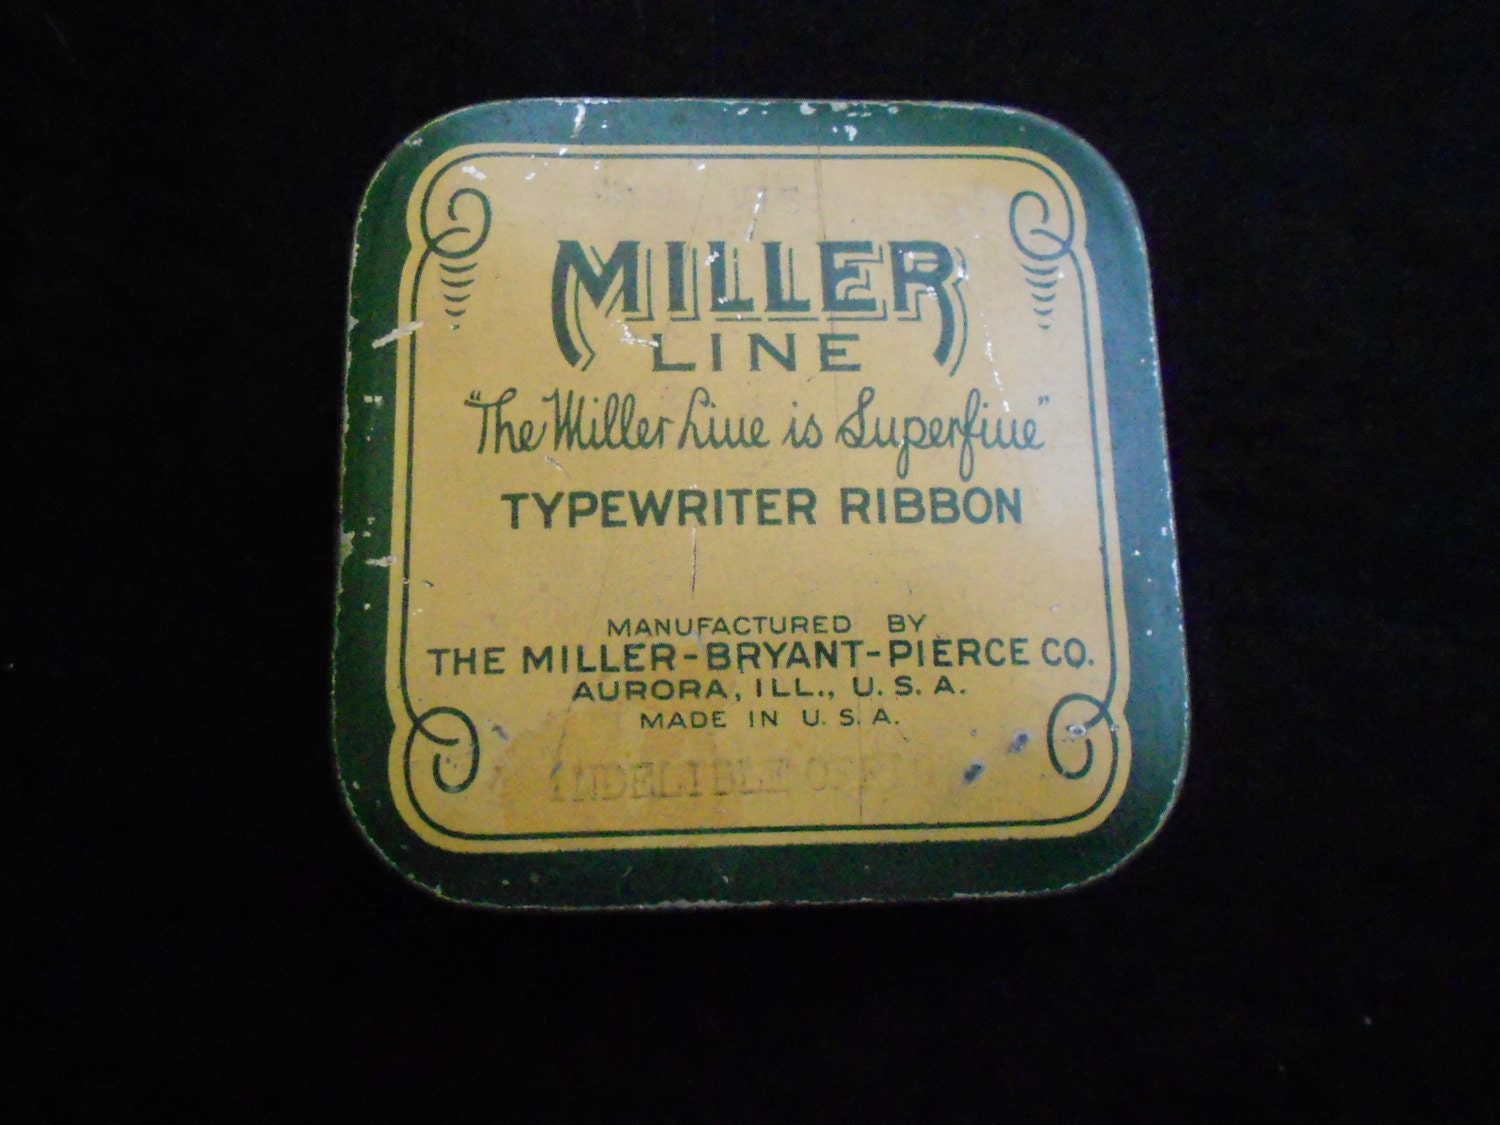 MILLER
LINE
"The Miller Line is Superfine"
TYPEWRITER RIBBON
MANUFACTURED BY
THE MILLER-BRYANT-PIERCE CO.
AURORA, ILL., U. S. A.
MADE IN U. S. A.
INDELIBLE